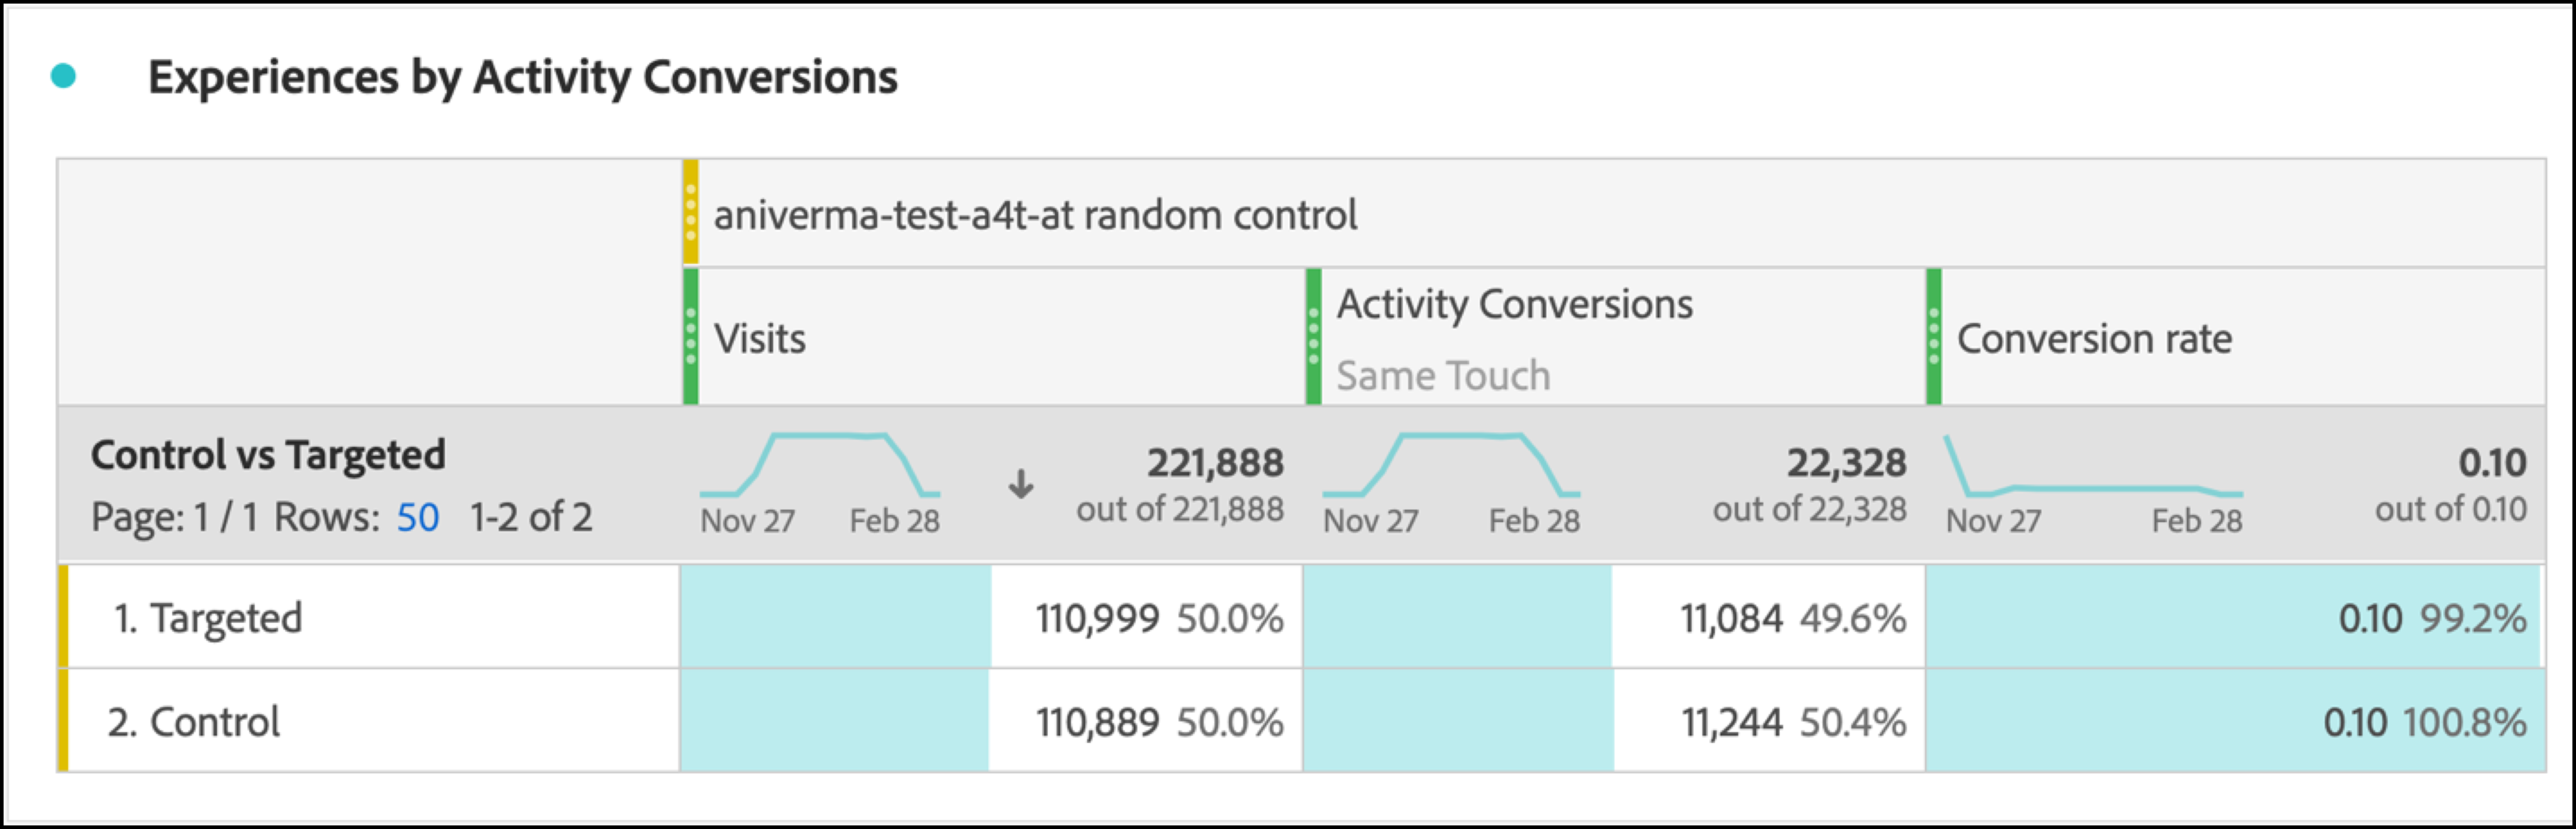 Experiences by Activity Conversions
aniverma-test-a4t-at random control
Visits
Activity Conversions
Same Touch
Conversion rate
Control vs Targeted
Page: 1 / 1 Rows: 50 1-2 of 2
Nov 27 Feb 28
221,888
out of 221,888
Nov 27 Feb 28
22,328
out of 22,328
Nov 27 Feb 28
0.10
out of 0.10
1. Targeted 110,999 50.0% 11,084 49.6% 0.10 99.2%
2. Control 110,889 50.0% 11,244 50.4% 0.10 100.8%